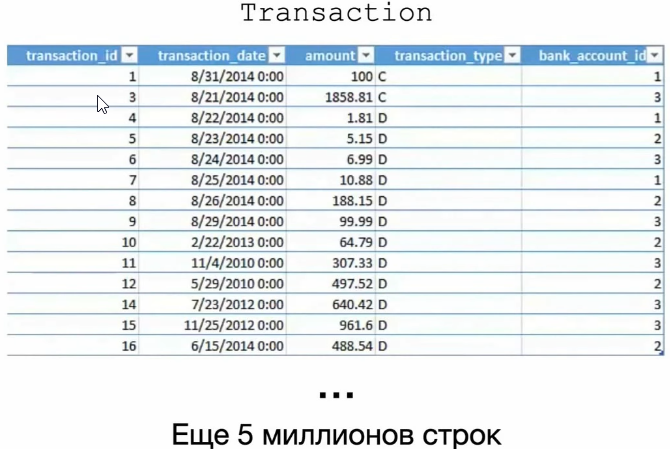 Transaction
transaction_id transaction_date amount transaction_type bank_account_id
1 8/31/2014 0:00 100 C 1
3 8/21/2014 0:00 1858.81 C 3
4 8/22/2014 0:00 1.81 D 1
5 8/23/2014 0:00 5.15 D 2
6 8/24/2014 0:00 6.99 D 3
7 8/25/2014 0:00 10.88 D 1
8 8/26/2014 0:00 188.15 D 2
9 8/29/2014 0:00 99.99 D 3
10 2/22/2013 0:00 64.79 D 2
11 11/4/2010 0:00 307.33 D 3
12 5/29/2010 0:00 497.52 D 2
14 7/23/2012 0:00 640.42 D 3
15 11/25/2012 0:00 961.6 D 3
16 6/15/2014 0:00 488.54 D 2
...
Еще 5 миллионов строк